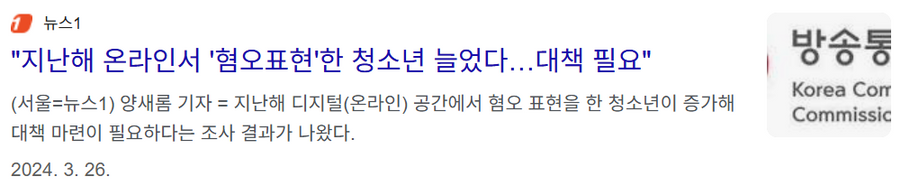 뉴스1
"지난해 온라인서 '혐오표현'한 청소년 늘었다…대책 필요"
(서울=뉴스1) 양새롬 기자 = 지난해 디지털(온라인) 공간에서 혐오 표현을 한 청소년이 증가해
대책 마련이 필요하다는 조사 결과가 나왔다.
2024. 3. 26.
방송통
Korea Com
Commissio